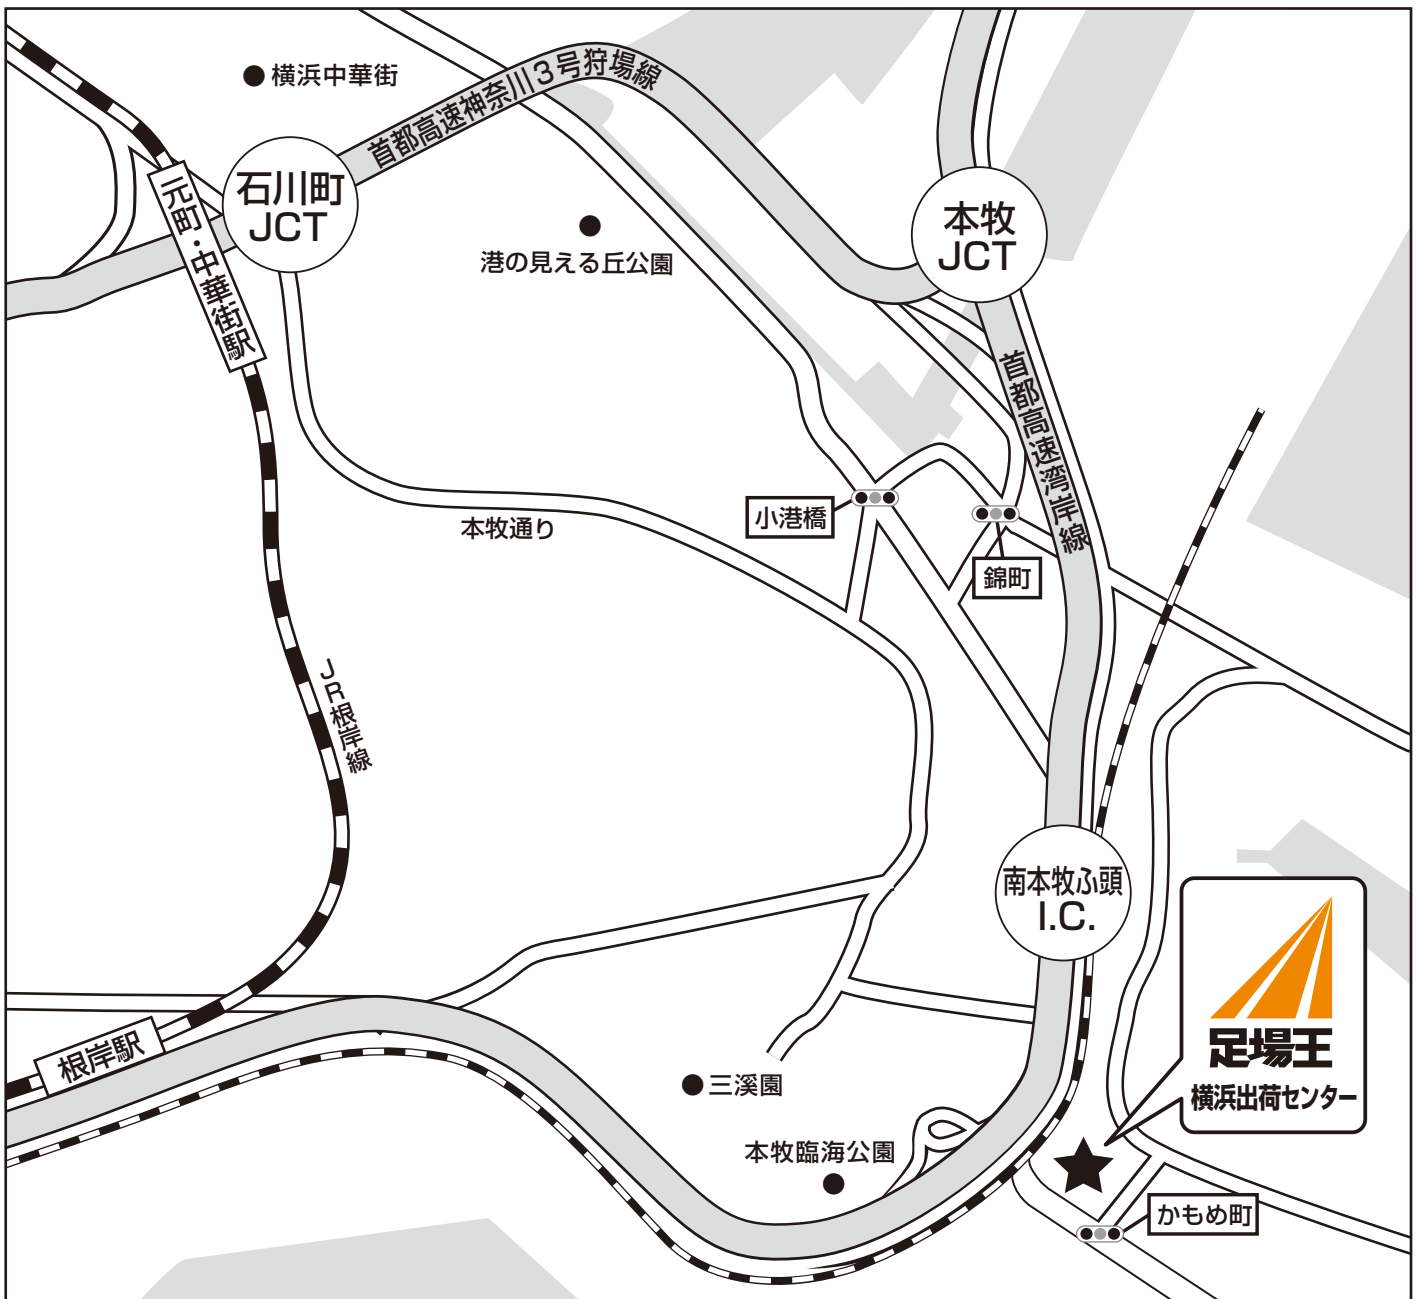 横浜中華街
首都高速神奈川3号狩場線
石川町
JCT
元町・中華街駅
港の見える丘公園
本牧
JCT
首都高速湾岸線
本牧通り
小港橋
錦町
JR根岸線
南本牧ふ頭
I.C.
足場王
横浜出荷センター
根岸駅
三溪園
本牧臨海公園
かもめ町